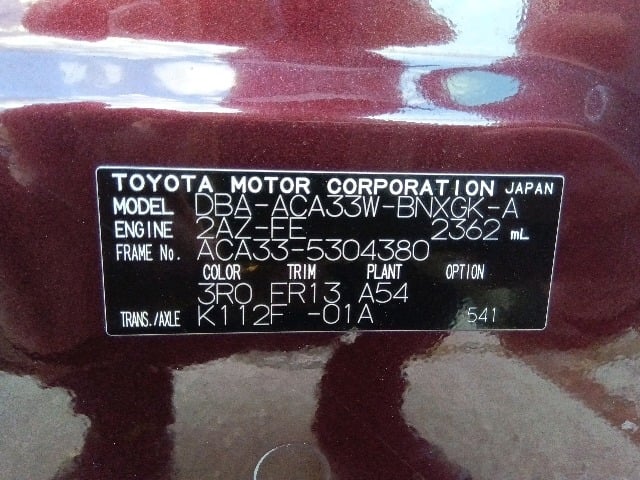 TOYOTA MOTOR CORPORATION JAPAN
MODEL DBA-ACA33W-BNXGK-A
ENGINE 2AZ-FE 2362 mL
FRAME No. ACA33-5304380
COLOR TRIM PLANT OPTION
3R0 FR13 A54
TRANS./AXLE K112F -01A 541